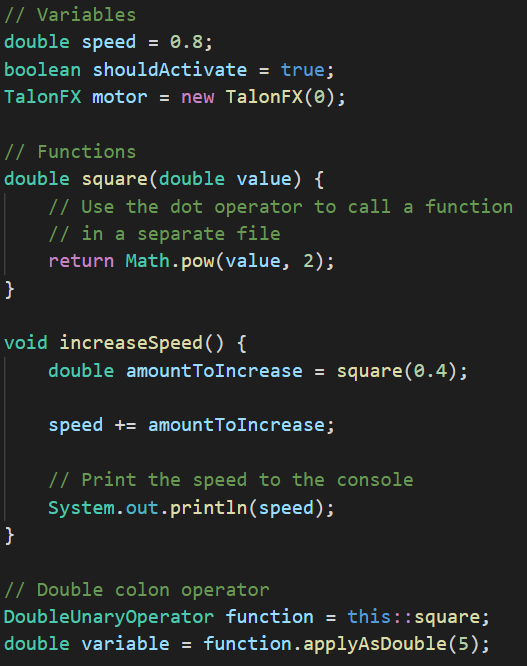 // Variables
double speed = 0.8;
boolean shouldActivate = true;
TalonFX motor = new TalonFX(0);

// Functions
double square(double value) {
    // Use the dot operator to call a function
    // in a separate file
    return Math.pow(value, 2);
}

void increaseSpeed() {
    double amountToIncrease = square(0.4);

    speed += amountToIncrease;

    // Print the speed to the console
    System.out.println(speed);
}

// Double colon operator
DoubleUnaryOperator function = this::square;
double variable = function.applyAsDouble(5);